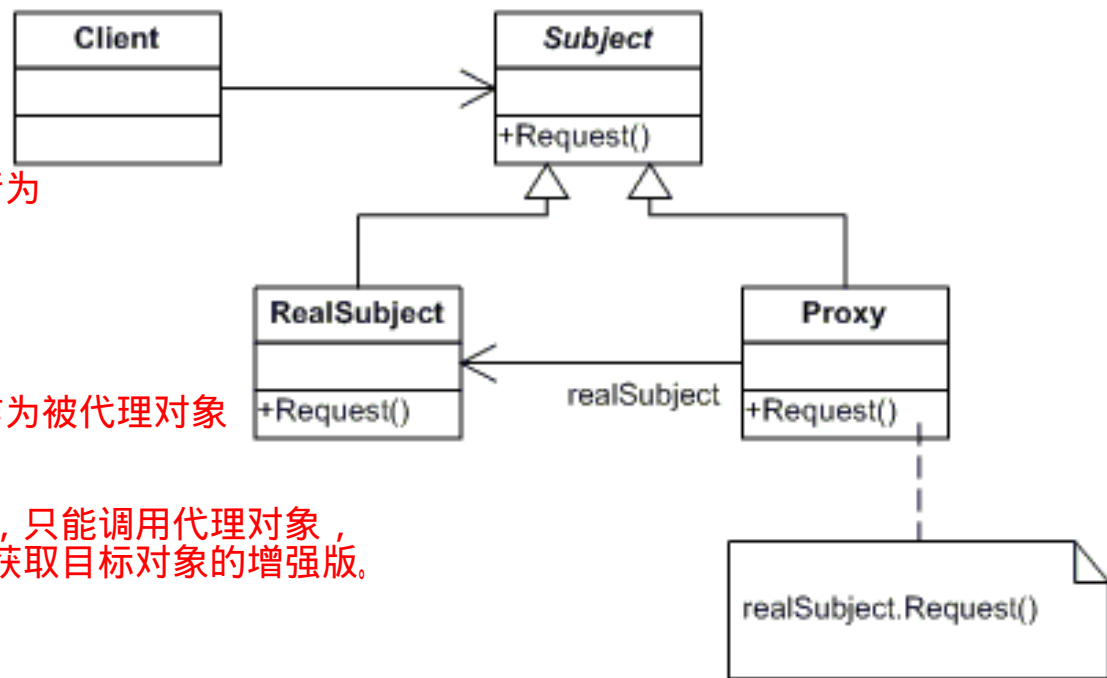 Client
Subject
+Request()
为
RealSubject
Proxy
realSubject
+Request()
+Request()
为被代理对象
，只能调用代理对象，
获取目标对象的增强版。
realSubject.Request()